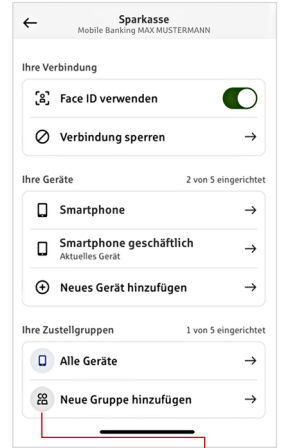 Sparkasse
Mobile Banking MAX MUSTERMANN
Ihre Verbindung
Face ID verwenden
Verbindung sperren
Ihre Geräte 2 von 5 eingerichtet
Smartphone
Smartphone geschäftlich
Aktuelles Gerät
Neues Gerät hinzufügen
Ihre Zustellgruppen 1 von 5 eingerichtet
Alle Geräte
Neue Gruppe hinzufügen